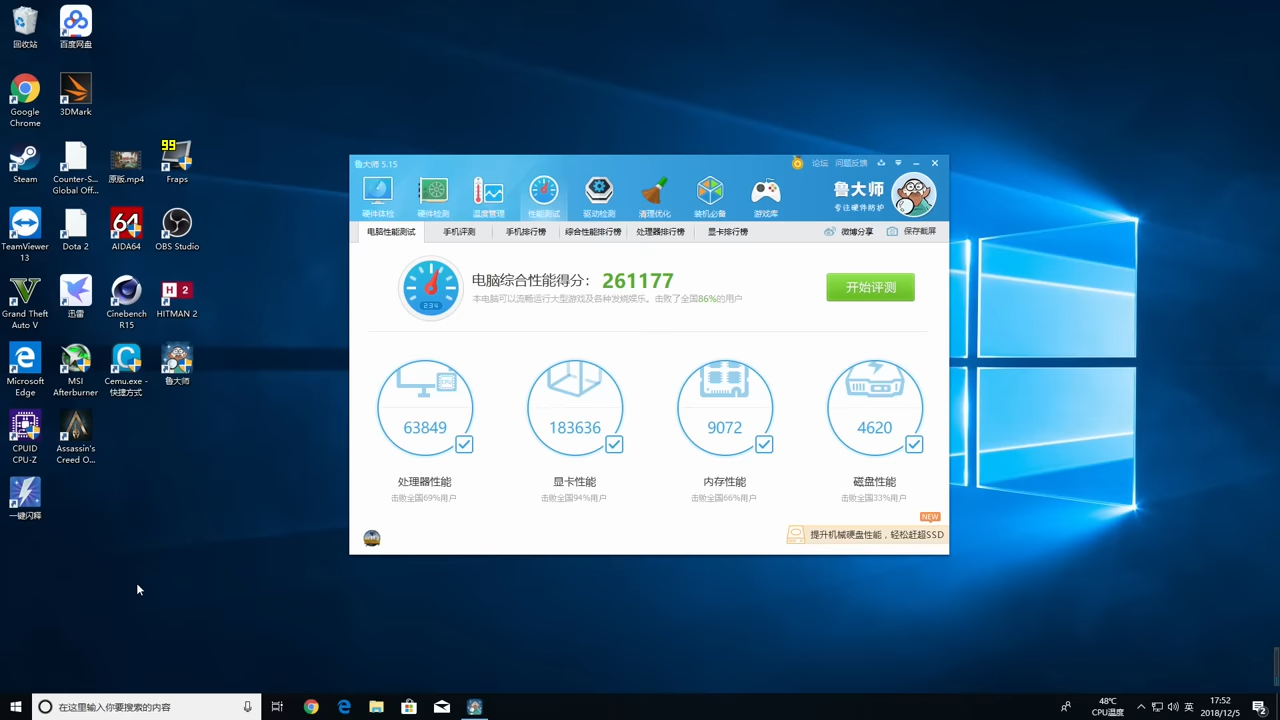 回收站
百度网盘
Google
Chrome
3DMark
Steam
Counter-S...
Global Off...
原版.mp4
99
Fraps
TeamViewer
13
Dota 2
64
AIDA64
OBS Studio
Grand Theft
Auto V
迅雷
Cinebench
R15
H 2
HITMAN 2
Microsoft
Edge
MSI
Afterburner
Cemu.exe -
快捷方式
鲁大师
CPUID
CPU-Z
Assassin's
Creed O...
一键闪释
鲁大师 5.15
论坛 问题反馈
硬件体检
硬件检测
温度管理
性能测试
驱动检测
清理优化
装机必备
游戏库
鲁大师
专注硬件防护
电脑性能测试
手机评测
手机排行榜
综合性能排行榜
处理器排行榜
显卡排行榜
微博分享
保存截屏
234
电脑综合性能得分： 261177
本电脑可以流畅运行大型游戏及各种发烧娱乐。击败了全国86%的用户
开始评测
63849
183636
9072
4620
处理器性能
显卡性能
内存性能
磁盘性能
击败全国69%用户
击败全国94%用户
击败全国66%用户
击败全国33%用户
NEW
提升机械硬盘性能，轻松赶超SSD
在这里输入你要搜索的内容
48℃
CPU温度
英
17:52
2018/12/5
2